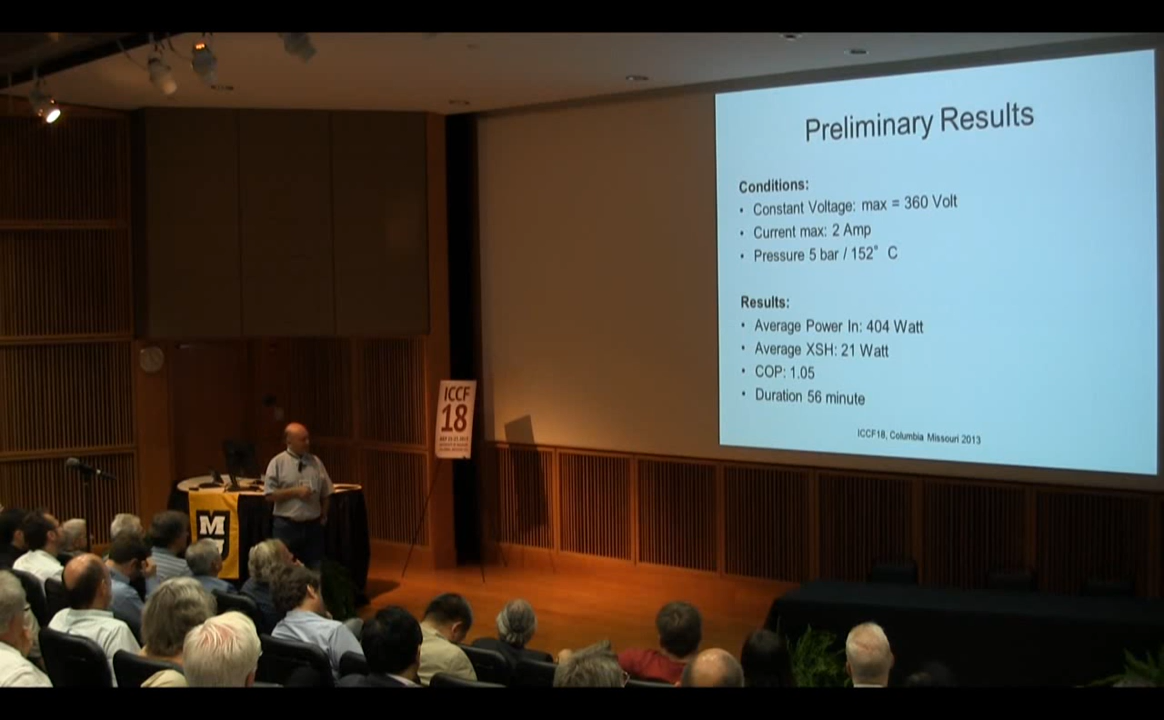 Preliminary Results
Conditions:
• Constant Voltage: max = 360 Volt
• Current max: 2 Amp
• Pressure 5 bar / 152° C
Results:
• Average Power In: 404 Watt
• Average XSH: 21 Watt
• COP: 1.05
• Duration 56 minute
ICCF18, Columbia Missouri 2013
ICCF
18
M